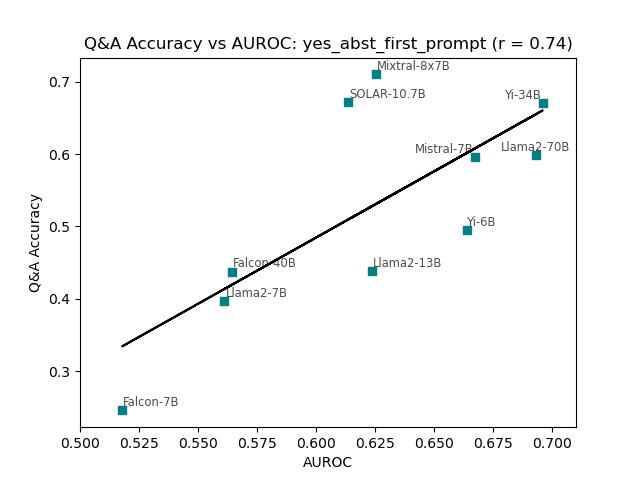 Q&A Accuracy vs AUROC: yes_abst_first_prompt (r = 0.74)
Mixtral-8x7B
SOLAR-10.7B
Yi-34B
Mistral-7B
Llama2-70B
Yi-6B
Falcon-40B
Llama2-13B
Llama2-7B
Falcon-7B
0.7
0.6
0.5
0.4
0.3
Q&A Accuracy
0.500 0.525 0.550 0.575 0.600 0.625 0.650 0.675 0.700
AUROC